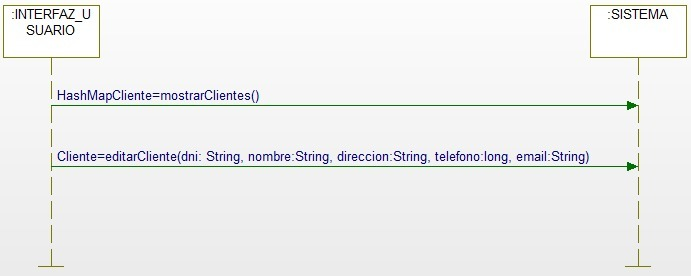 :INTERFAZ_U
SUARIO
:SISTEMA
HashMapCliente=mostrarClientes()
Cliente=editarCliente(dni: String, nombre:String, direccion:String, telefono:long, email:String)